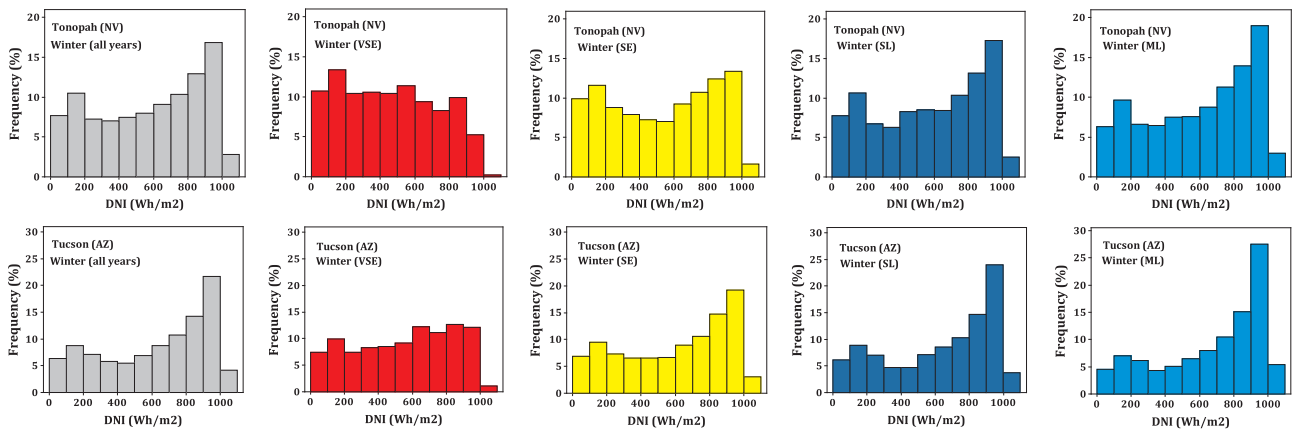 Tonopah (NV)
Winter (all years)
Frequency (%)
20
15
10
5
0
0 200 400 600 800 1000
DNI (Wh/m2)
Tonopah (NV)
Winter (VSE)
Frequency (%)
20
15
10
5
0
0 200 400 600 800 1000
DNI (Wh/m2)
Tonopah (NV)
Winter (SE)
Frequency (%)
20
15
10
5
0
0 200 400 600 800 1000
DNI (Wh/m2)
Tonopah (NV)
Winter (SL)
Frequency (%)
20
15
10
5
0
0 200 400 600 800 1000
DNI (Wh/m2)
Tonopah (NV)
Winter (ML)
Frequency (%)
20
15
10
5
0
0 200 400 600 800 1000
DNI (Wh/m2)
Tucson (AZ)
Winter (all years)
Frequency (%)
30
25
20
15
10
5
0
0 200 400 600 800 1000
DNI (Wh/m2)
Tucson (AZ)
Winter (VSE)
Frequency (%)
30
25
20
15
10
5
0
0 200 400 600 800 1000
DNI (Wh/m2)
Tucson (AZ)
Winter (SE)
Frequency (%)
30
25
20
15
10
5
0
0 200 400 600 800 1000
DNI (Wh/m2)
Tucson (AZ)
Winter (SL)
Frequency (%)
30
25
20
15
10
5
0
0 200 400 600 800 1000
DNI (Wh/m2)
Tucson (AZ)
Winter (ML)
Frequency (%)
30
25
20
15
10
5
0
0 200 400 600 800 1000
DNI (Wh/m2)